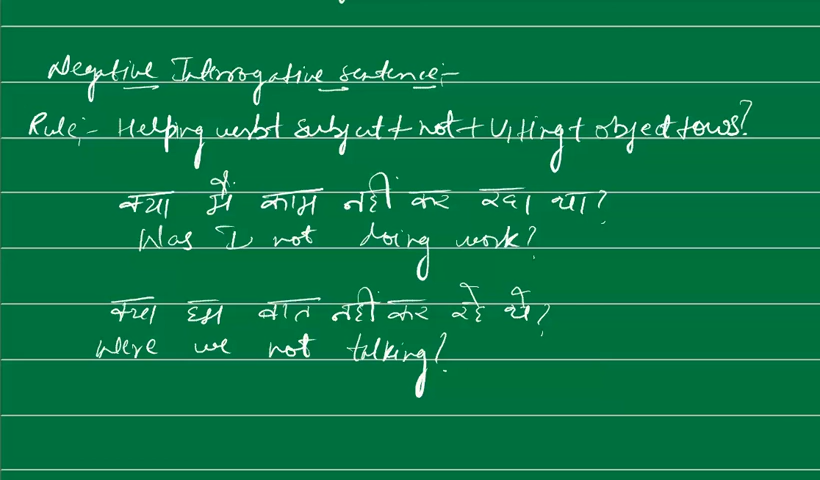 Negative Interrogative sentence:-
Rule:- Helping verb+ subject + not + V1+ing + object +ows?
क्या मैं काम नहीं कर रहा था?
Was I not doing work?
क्या हम बात नहीं कर रहे थे?
Were we not talking?